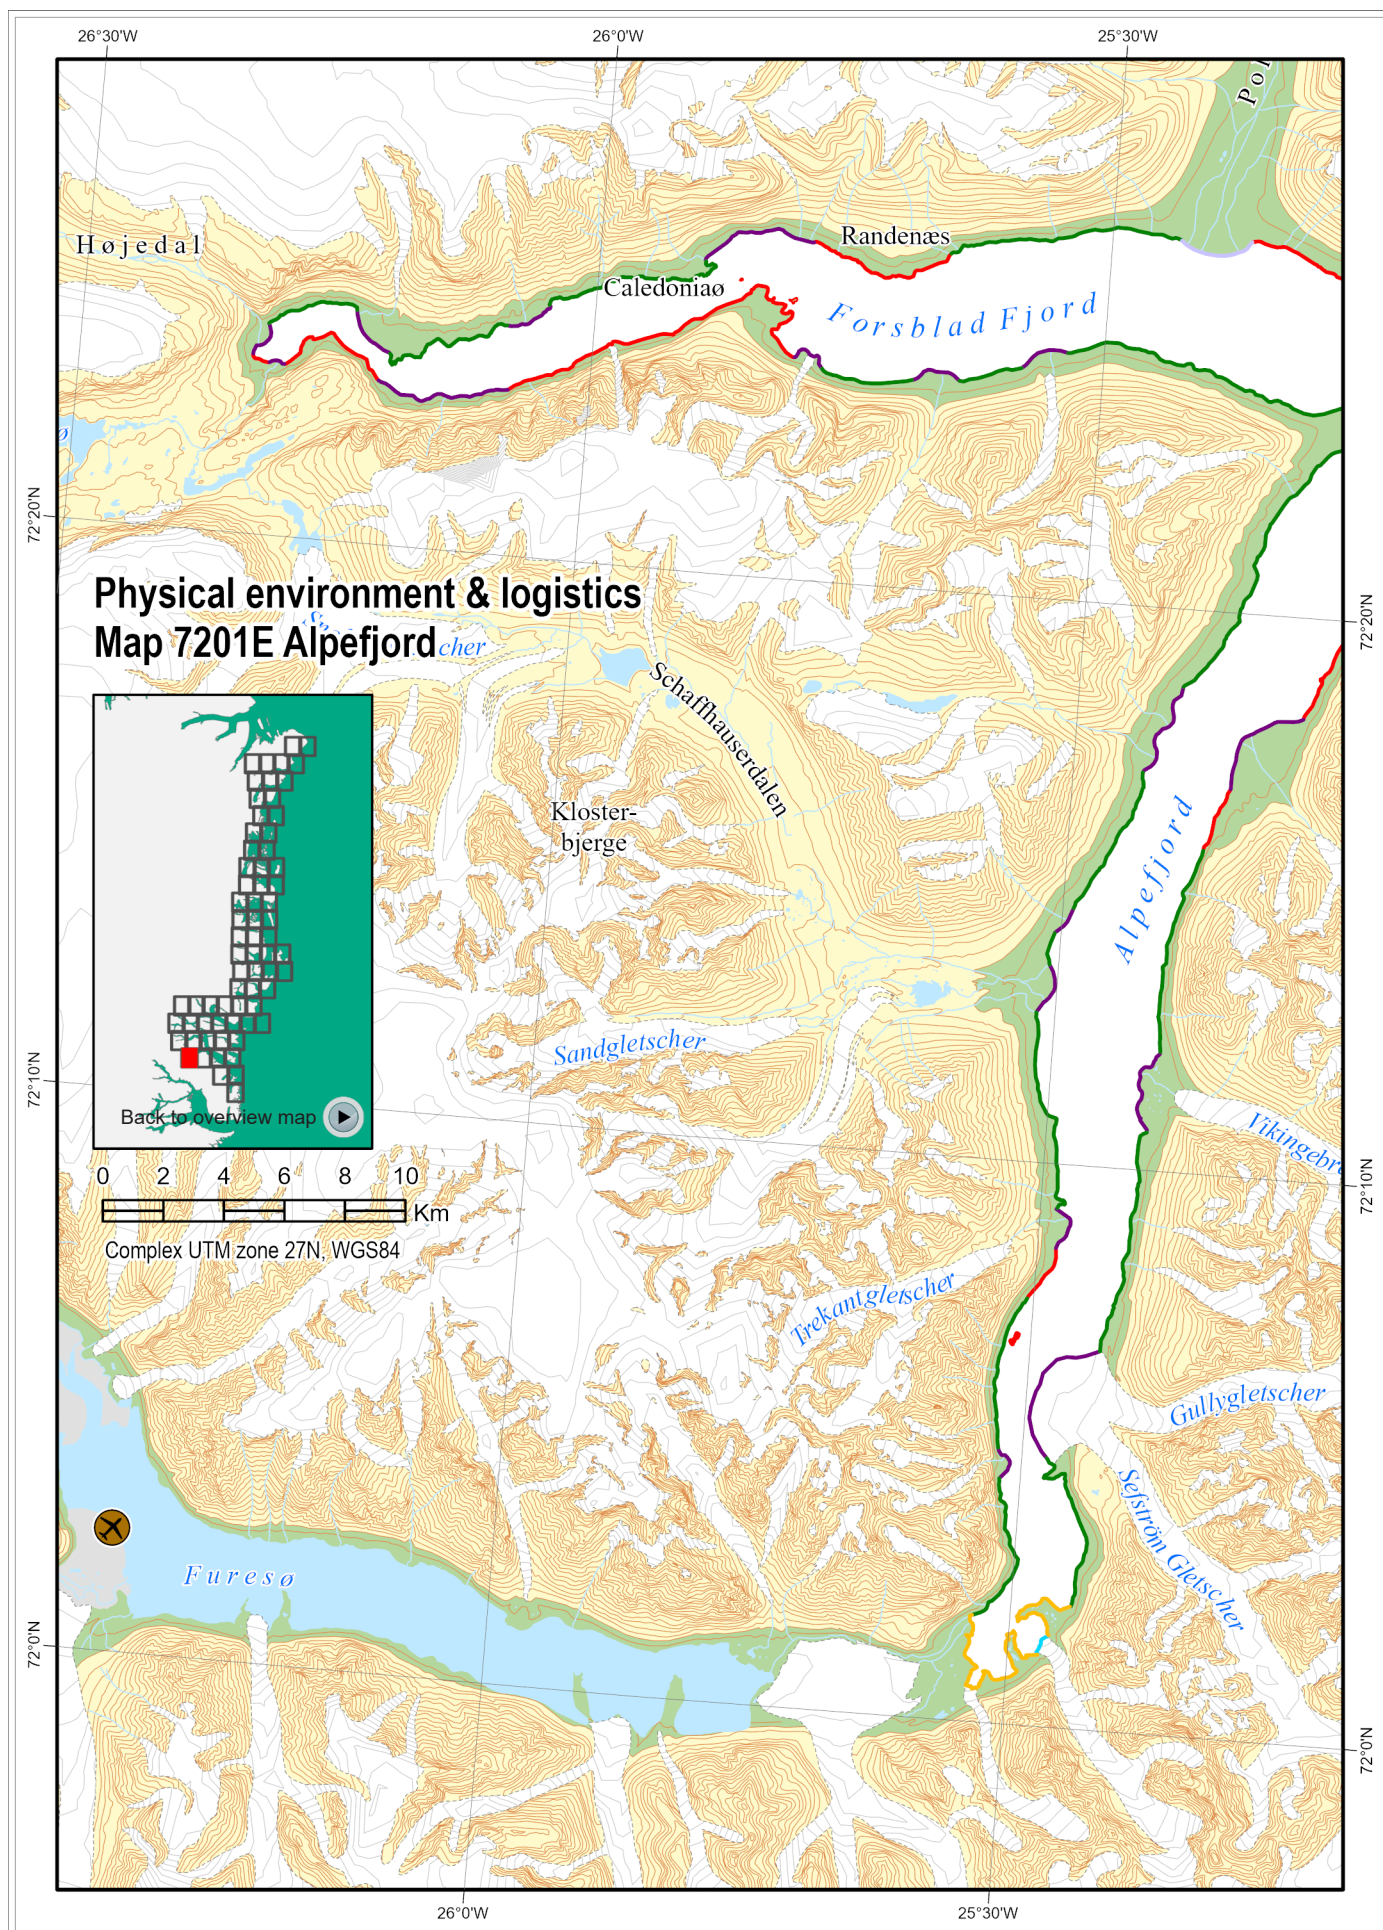 26°30'W
26°0'W
25°30'W
Pol
Højedal
Randenæs
Caledoniaø
Forsblad Fjord
ø
72°20'N
Physical environment & logistics
Map 7201E Alpefjord
cher
72°20'N
Schaffhauserdalen
Kloster-
bjerge
Alpefjord
Sandgletscher
72°10'N
Back to overview map
Vikingebr
0 2 4 6 8 10
Km
72°10'N
Complex UTM zone 27N, WGS84
Trekantgletscher
Gullygletscher
Sefström Gletscher
Furesø
72°0'N
72°0'N
26°0'W
25°30'W